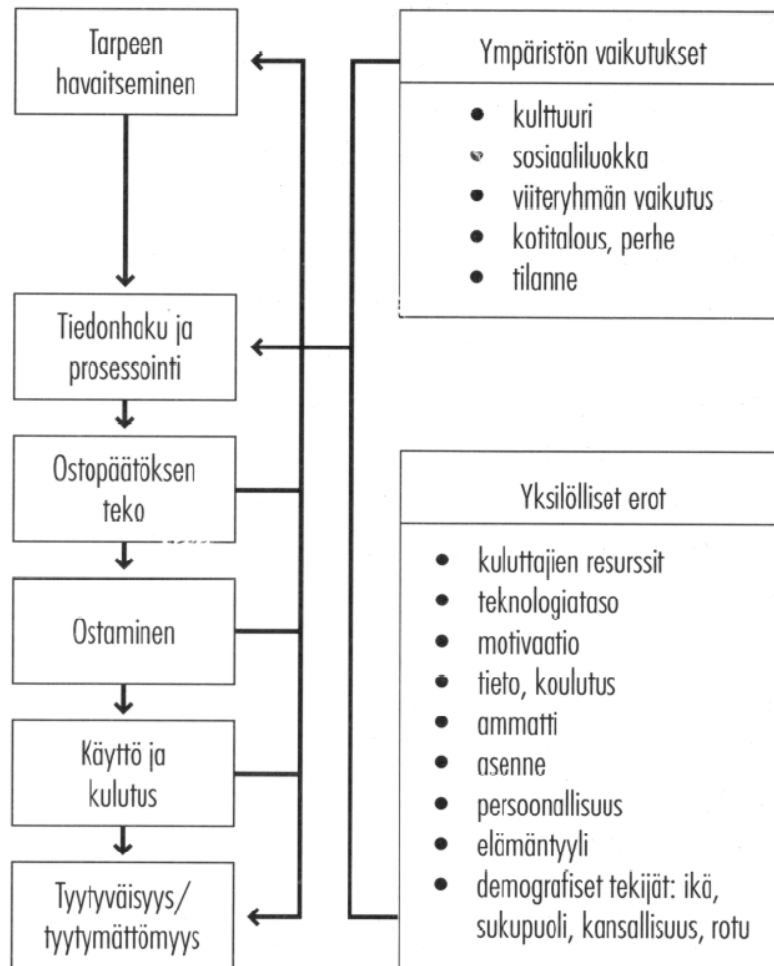 Tarpeen
havaitseminen
Tiedonhaku ja
prosessointi
Ostopäätöksen
teko
Ostaminen
Käyttö ja
kulutus
Tyytyväisyys/
tyytymättömyys
Ympäristön vaikutukset
• kulttuuri
• sosiaaliluokka
• viiteryhmän vaikutus
• kotitalous, perhe
• tilanne
Yksilölliset erot
• kuluttajien resurssit
• teknologiataso
• motivaatio
• tieto, koulutus
• ammatti
• asenne
• persoonallisuus
• elämäntyyli
• demografiset tekijät: ikä,
sukupuoli, kansallisuus, rotu